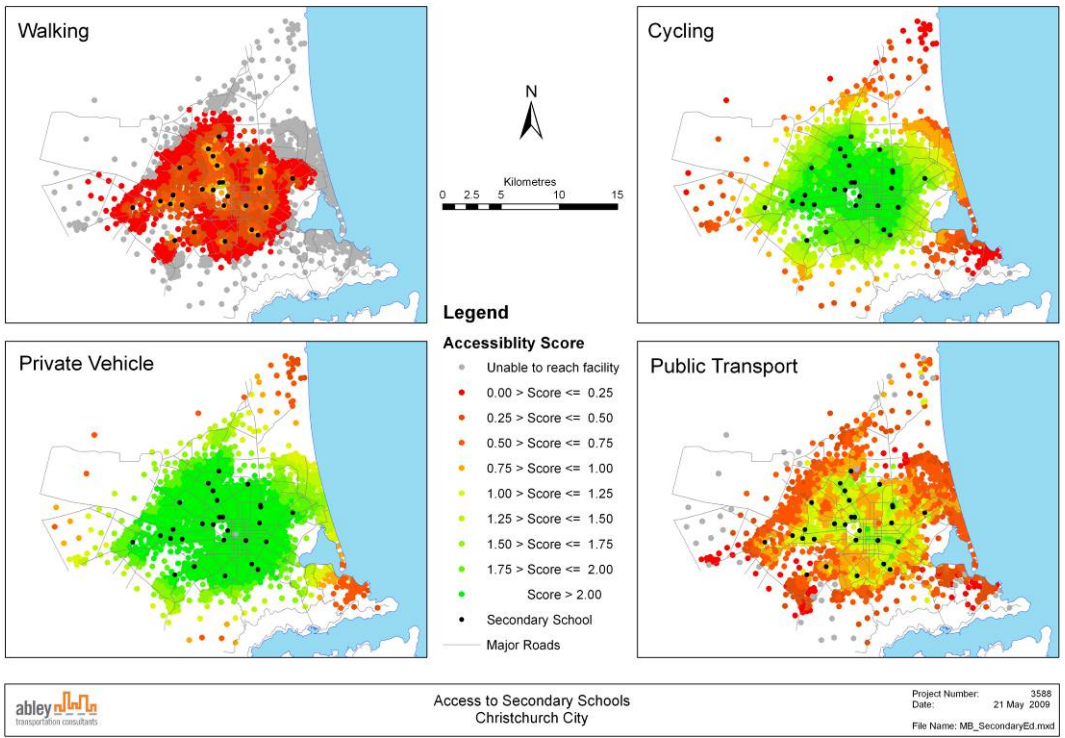 Walking
Cycling
N
Kilometres
0 2.5 5 10 15
Private Vehicle
Public Transport
Legend
Accessiblity Score
Unable to reach facility
0.00 > Score <= 0.25
0.25 > Score <= 0.50
0.50 > Score <= 0.75
0.75 > Score <= 1.00
1.00 > Score <= 1.25
1.25 > Score <= 1.50
1.50 > Score <= 1.75
1.75 > Score <= 2.00
Score > 2.00
Secondary School
Major Roads
abley
transportation consultants
Access to Secondary Schools
Christchurch City
Project Number: 3588
Date: 21 May 2009
File Name: MB_SecondaryEd.mxd